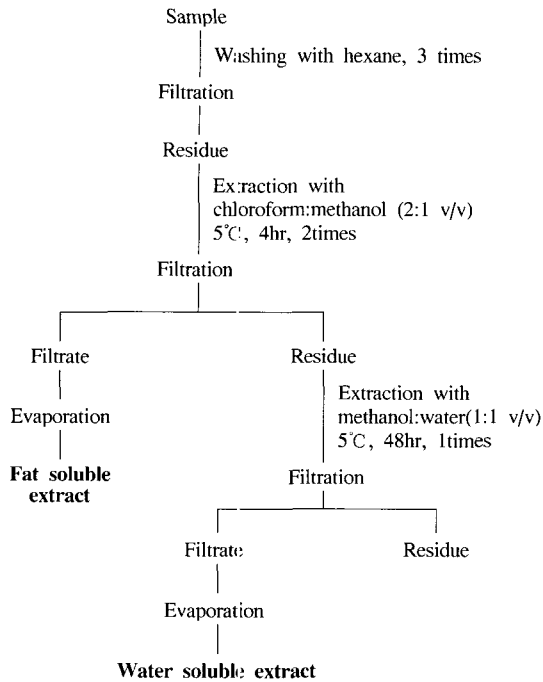 Sample
Washing with hexane, 3 times
Filtration
Residue
Extraction with
chloroform:methanol (2:1 v/v)
5℃, 4hr, 2times
Filtration
Filtrate
Residue
Evaporation
Extraction with
methanol:water(1:1 v/v)
5℃, 48hr, 1times
Fat soluble
extract
Filtration
Filtrate
Residue
Evaporation
Water soluble extract